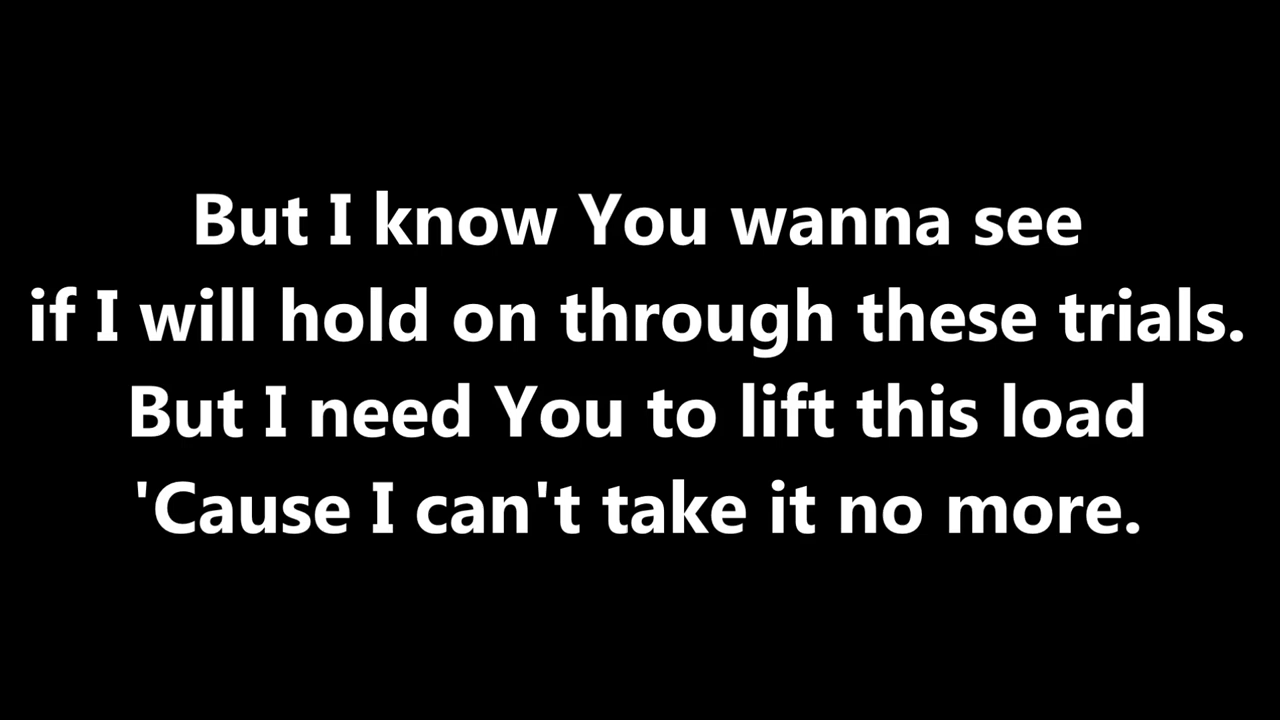 But I know You wanna see
if I will hold on through these trials.
But I need You to lift this load
'Cause I can't take it no more.